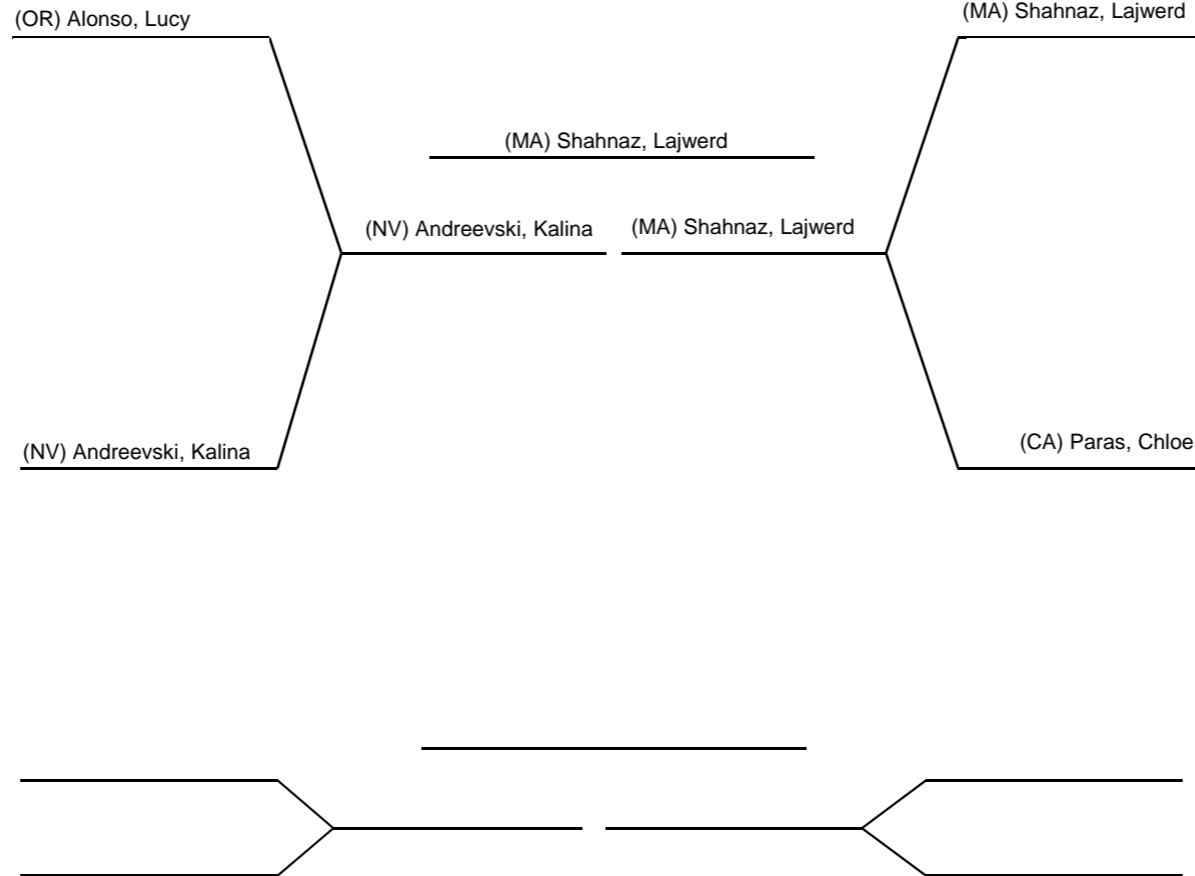 (OR) Alonso, Lucy
(MA) Shahnaz, Lajwerd
(MA) Shahnaz, Lajwerd
(NV) Andreevski, Kalina
(MA) Shahnaz, Lajwerd
(NV) Andreevski, Kalina
(CA) Paras, Chloe